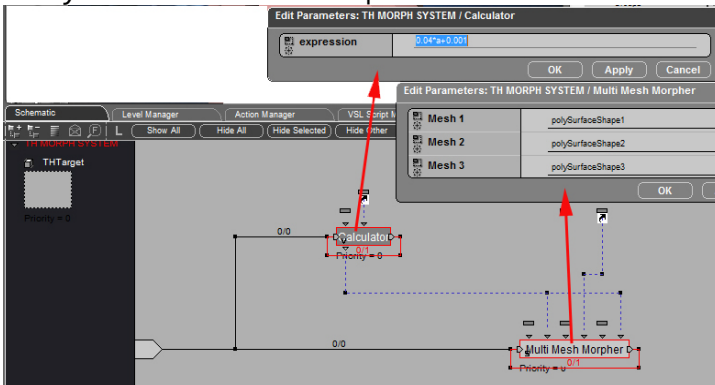 Edit Parameters: TH MORPH SYSTEM / Calculator
expression
0.04*a+0.001
OK Apply Cancel
Edit Parameters: TH MORPH SYSTEM / Multi Mesh Morpher
Mesh 1 polySurfaceShape1
Mesh 2 polySurfaceShape2
Mesh 3 polySurfaceShape3
OK
Schematic Level Manager Action Manager VSL Script M
L Show All Hide All Hide Selected Hide Other
TH MORPH SYSTEM
THTarget
Priority = 0
0/0
Calculator
0/1
Priority = 0
0/0
Multi Mesh Morpher
0/1
Priority = 0